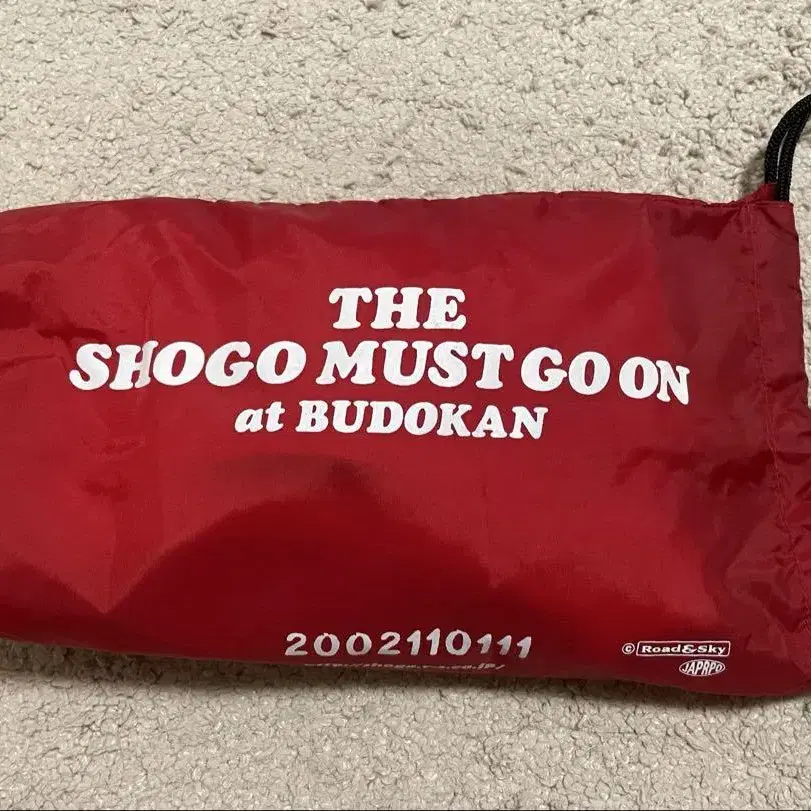 THE
SHOGO MUST GO ON
at BUDOKAN
2002110111
© Road&Sky
JAPRPO